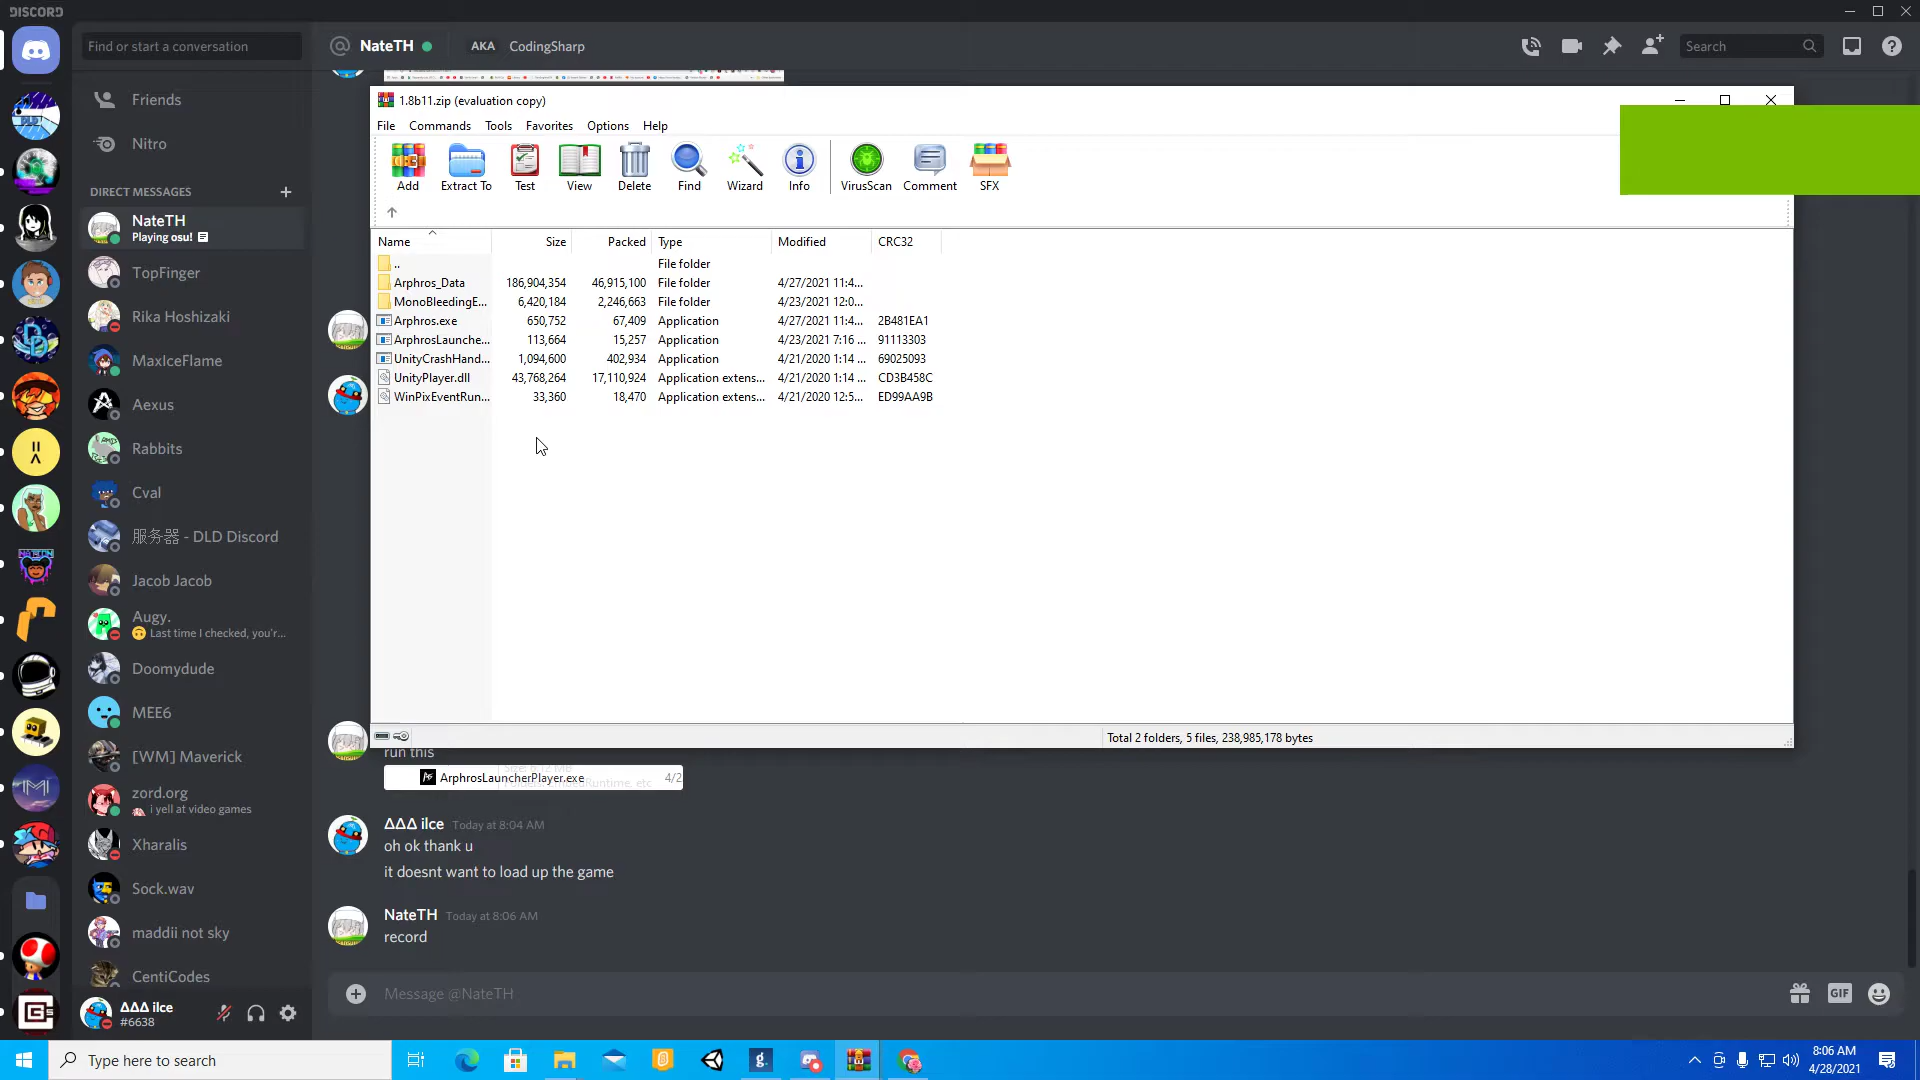 DISCORD
Find or start a conversation
NateTH
AKA
CodingSharp
Search
Friends
Nitro
DIRECT MESSAGES
NateTH
Playing osu!
TopFinger
Rika Hoshizaki
MaxIceFlame
Aexus
Rabbits
Cval
服务器 - DLD Discord
Jacob Jacob
Augy.
Last time I checked, you'r...
Doomydude
MEE6
[WM] Maverick
zord.org
i yell at video games
Xharalis
Sock.wav
maddii not sky
CentiCodes
ΔΔΔ ilce
#6638
1.8b11.zip (evaluation copy)
File Commands Tools Favorites Options Help
Add Extract To Test View Delete Find Wizard Info VirusScan Comment SFX
Name Size Packed Type Modified CRC32
.. File folder
Arphros_Data 186,904,354 46,915,100 File folder 4/27/2021 11:4...
MonoBleedingE... 6,420,184 2,246,663 File folder 4/23/2021 12:0...
Arphros.exe 650,752 67,409 Application 4/27/2021 11:4... 2B481EA1
ArphrosLaunche... 113,664 15,257 Application 4/23/2021 7:16 ... 91113303
UnityCrashHand... 1,094,600 402,934 Application 4/21/2020 1:14 ... 69025093
UnityPlayer.dll 43,768,264 17,110,924 Application extens... 4/21/2020 1:14 ... CD3B458C
WinPixEventRun... 33,360 18,470 Application extens... 4/21/2020 12:5... ED99AA9B
Total 2 folders, 5 files, 238,985,178 bytes
run this
ArphrosLauncherPlayer.exe 4/2
ΔΔΔ ilce Today at 8:04 AM
oh ok thank u
it doesnt want to load up the game
NateTH Today at 8:06 AM
record
Message @NateTH
GIF
Type here to search
8:06 AM
4/28/2021